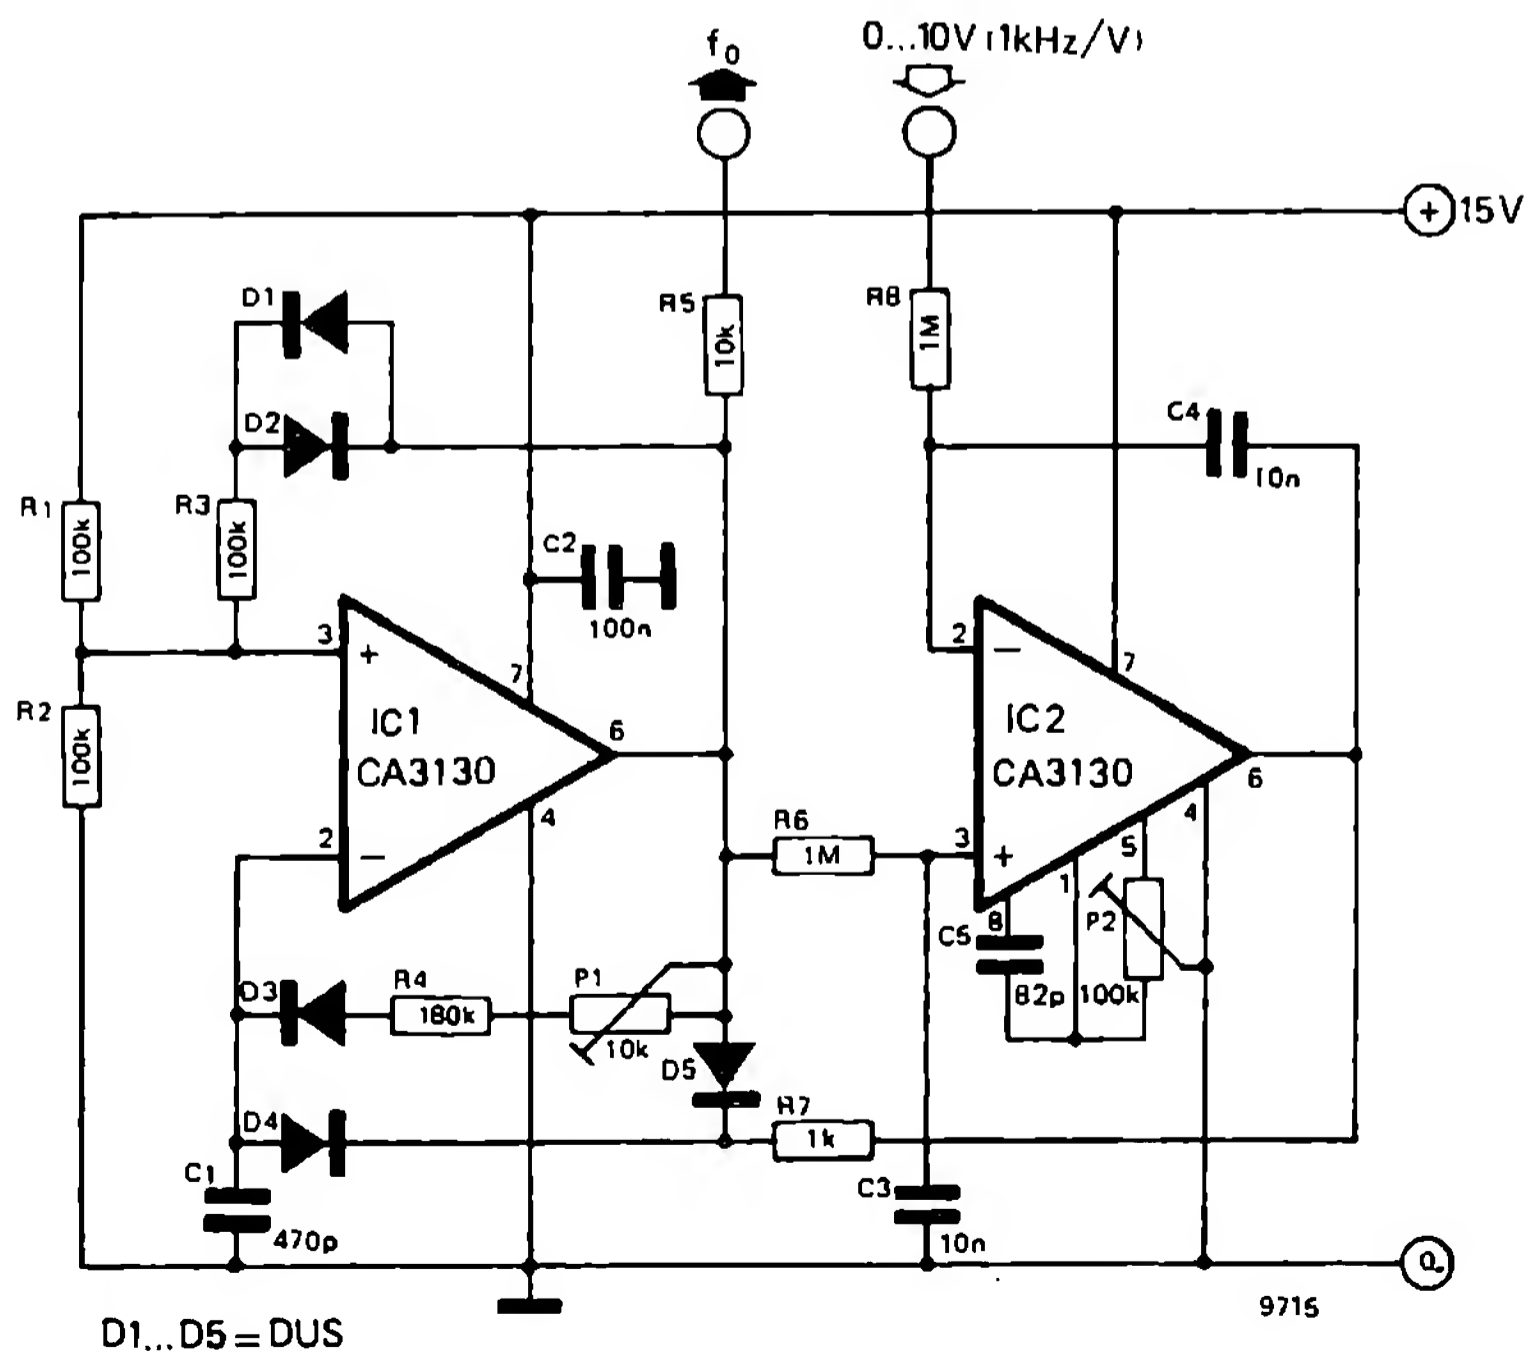 f0
0...10V (1kHz/V)
+ 15V
D1
R5
10k
R8
1M
D2
C4
10n
R1
100k
R3
100k
C2
100n
3
+
7
2
−
7
R2
100k
IC1
CA3130
6
IC2
CA3130
6
4
2
−
R6
1M
3
+
8
1
5
4
C5
82p
P2
100k
D3
R4
180k
P1
10k
D5
D4
R7
1k
C1
470p
C3
10n
9715
D1...D5 = DUS